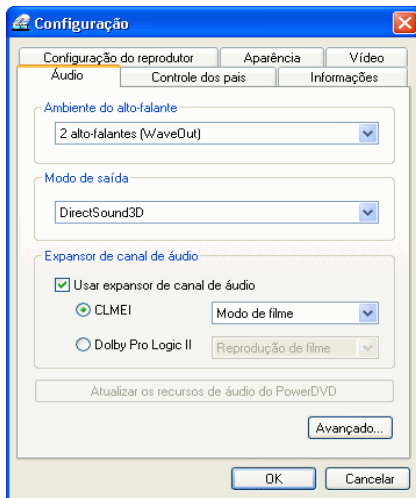 Configuração
Configuração do reprodutor Aparência Vídeo
Áudio Controle dos pais Informações
Ambiente do alto-falante
2 alto-falantes (WaveOut)
Modo de saída
DirectSound3D
Expansor de canal de áudio
Usar expansor de canal de áudio
CLMEI Modo de filme
Dolby Pro Logic II Reprodução de filme
Atualizar os recursos de áudio do PowerDVD
Avançado...
OK Cancelar